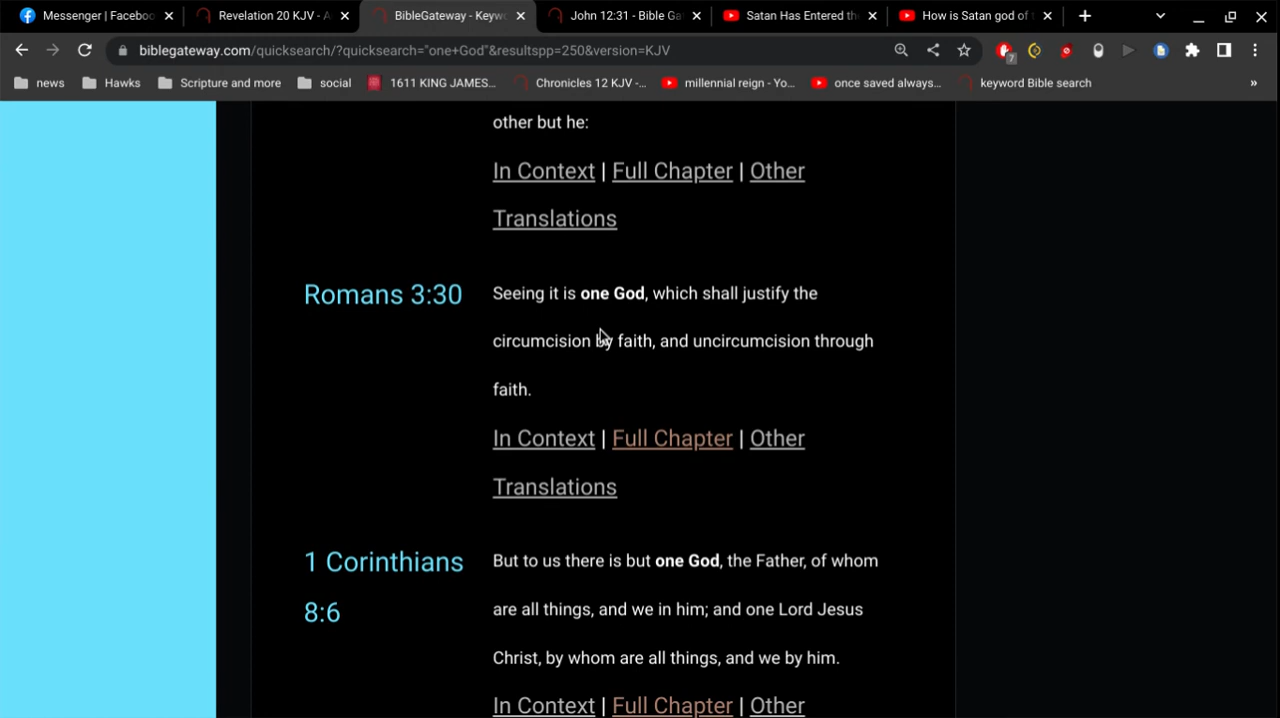 Messenger | Faceboo
Revelation 20 KJV - A
BibleGateway - Keyw
John 12:31 - Bible Ga
Satan Has Entered th
How is Satan god of
biblegateway.com/quicksearch/?quicksearch="one+God"&resultspp=250&version=KJV
7
news
Hawks
Scripture and more
social
1611 KING JAMES...
Chronicles 12 KJV -...
millennial reign - Yo...
once saved always...
keyword Bible search
»
other but he:
In Context | Full Chapter | Other
Translations
Romans 3:30
Seeing it is one God, which shall justify the
circumcision by faith, and uncircumcision through
faith.
In Context | Full Chapter | Other
Translations
1 Corinthians
8:6
But to us there is but one God, the Father, of whom
are all things, and we in him; and one Lord Jesus
Christ, by whom are all things, and we by him.
In Context | Full Chapter | Other